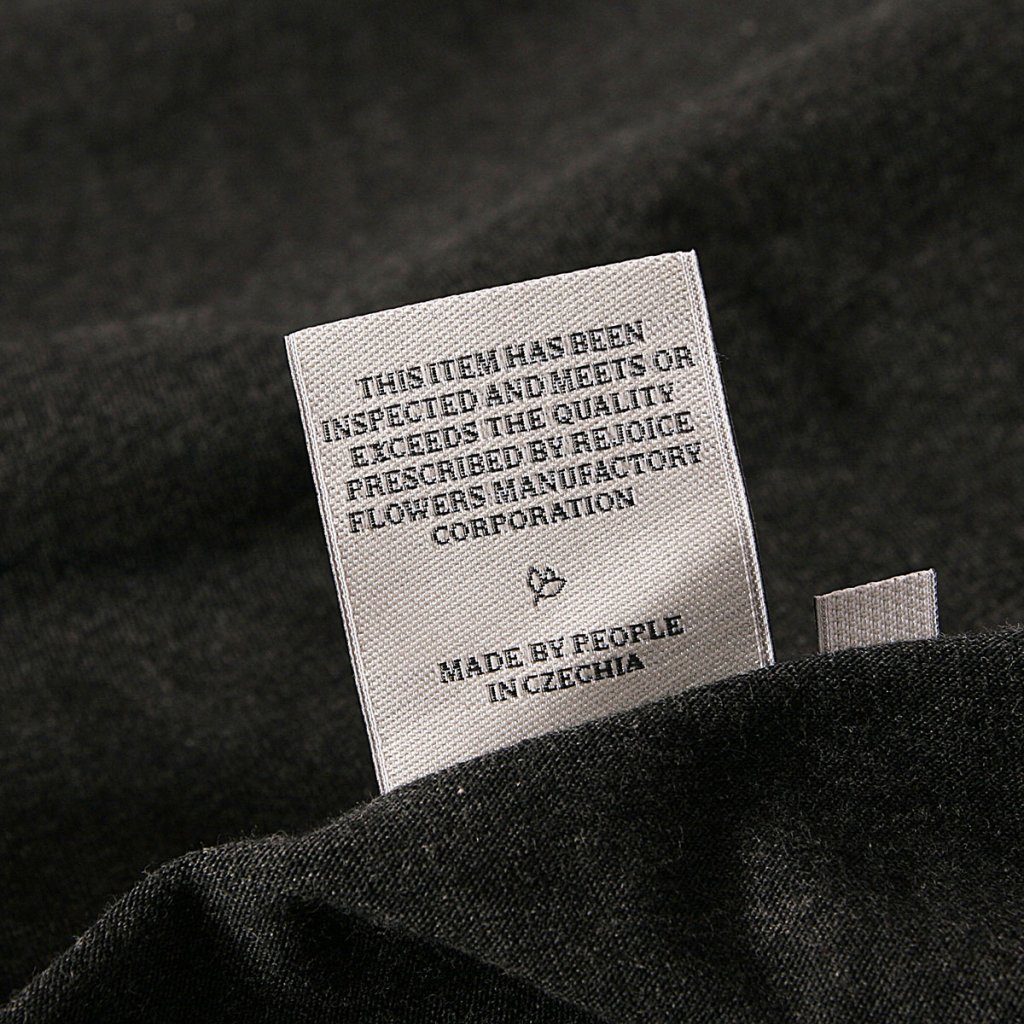 THIS ITEM HAS BEEN
INSPECTED AND MEETS OR
EXCEEDS THE QUALITY
PRESCRIBED BY REJOICE
FLOWERS MANUFACTORY
CORPORATION
MADE BY PEOPLE
IN CZECHIA